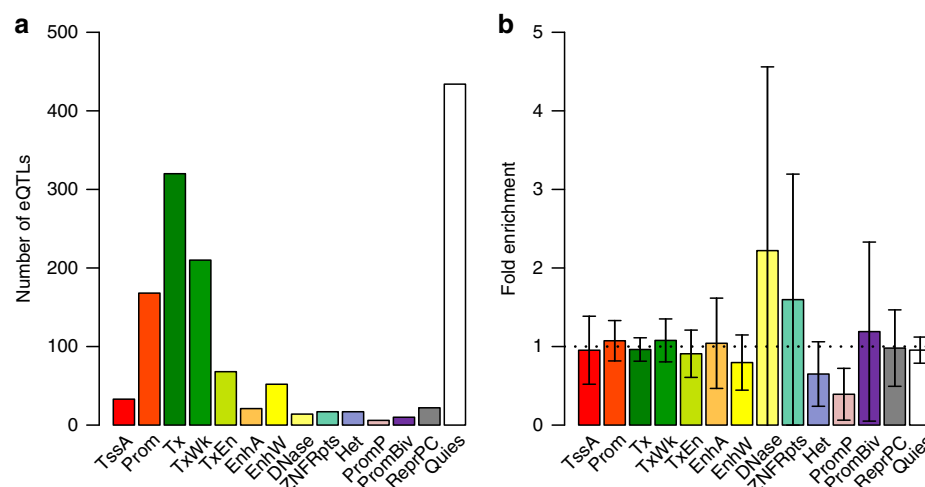 a
Number of eQTLs
500
400
300
200
100
0
TssA
Prom
Tx
TxWk
TxEn
EnhA
EnhW
DNase
ZNFRpts
Het
PromP
PromBiv
ReprPC
Quies
b
Fold enrichment
5
4
3
2
1
0
TssA
Prom
Tx
TxWk
TxEn
EnhA
EnhW
DNase
ZNFRpts
Het
PromP
PromBiv
ReprPC
Quies